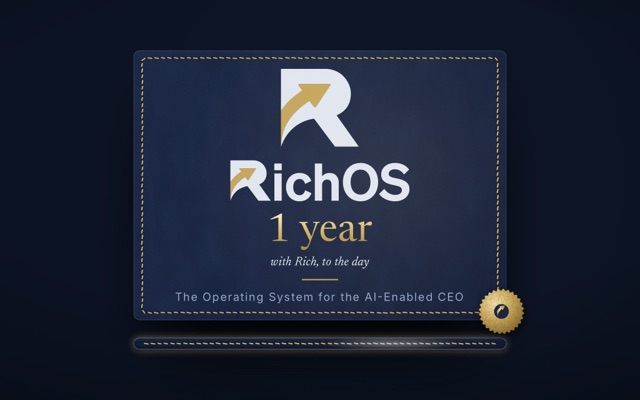 RichOS
1 year
with Rich, to the day
The Operating System for the AI-Enabled CEO